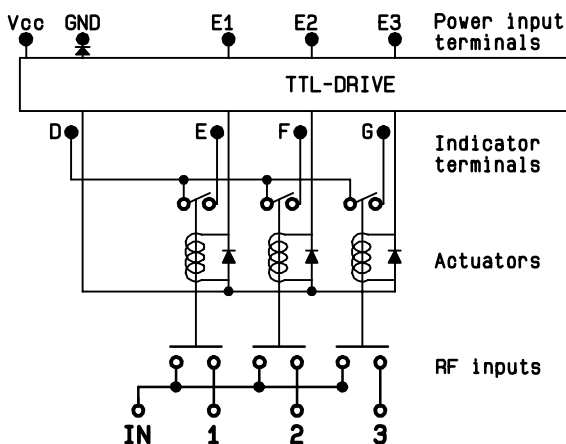 Vcc GND E1 E2 E3 Power input
terminals
TTL-DRIVE
D E F G Indicator
terminals
Actuators
RF inputs
IN 1 2 3